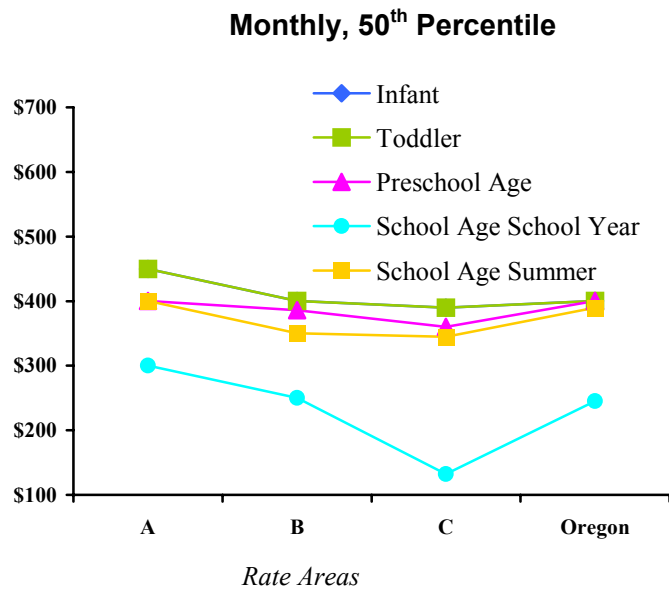 Monthly, 50th Percentile
Infant
Toddler
Preschool Age
School Age School Year
School Age Summer
$700
$600
$500
$400
$300
$200
$100
A B C Oregon
Rate Areas